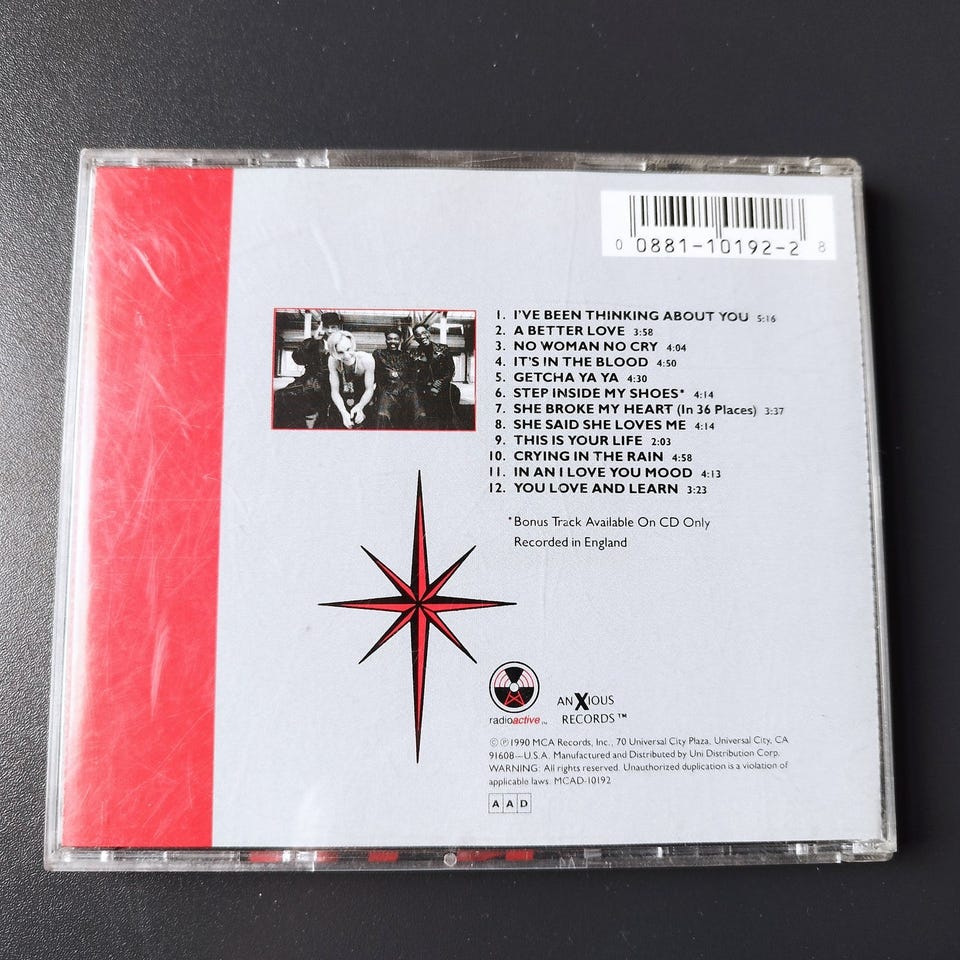 0 0881-10192-2 8
1. I'VE BEEN THINKING ABOUT YOU 5:16
2. A BETTER LOVE 3:58
3. NO WOMAN NO CRY 4:04
4. IT'S IN THE BLOOD 4:50
5. GETCHA YA YA 4:30
6. STEP INSIDE MY SHOES* 4:14
7. SHE BROKE MY HEART (In 36 Places) 3:37
8. SHE SAID SHE LOVES ME 4:14
9. THIS IS YOUR LIFE 2:03
10. CRYING IN THE RAIN 4:58
11. IN AN I LOVE YOU MOOD 4:13
12. YOU LOVE AND LEARN 3:23
*Bonus Track Available On CD Only
Recorded in England
radioactive™
ANXIOUS
RECORDS™
©℗1990 MCA Records, Inc., 70 Universal City Plaza, Universal City, CA
91608—U.S.A. Manufactured and Distributed by Uni Distribution Corp.
WARNING: All rights reserved. Unauthorized duplication is a violation of
applicable laws. MCAD-10192
AAD